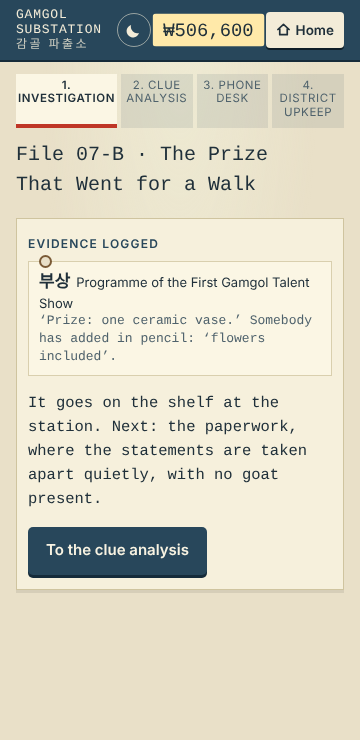 GAMGOL
SUBSTATION
감골 파출소
₩506,600
Home
1.
INVESTIGATION
2. CLUE
ANALYSIS
3. PHONE
DESK
4.
DISTRICT
UPKEEP
File 07-B · The Prize
That Went for a Walk
EVIDENCE LOGGED
부상 Programme of the First Gamgol Talent
Show
‘Prize: one ceramic vase.’ Somebody
has added in pencil: ‘flowers
included’.
It goes on the shelf at the
station. Next: the paperwork,
where the statements are taken
apart quietly, with no goat
present.
To the clue analysis